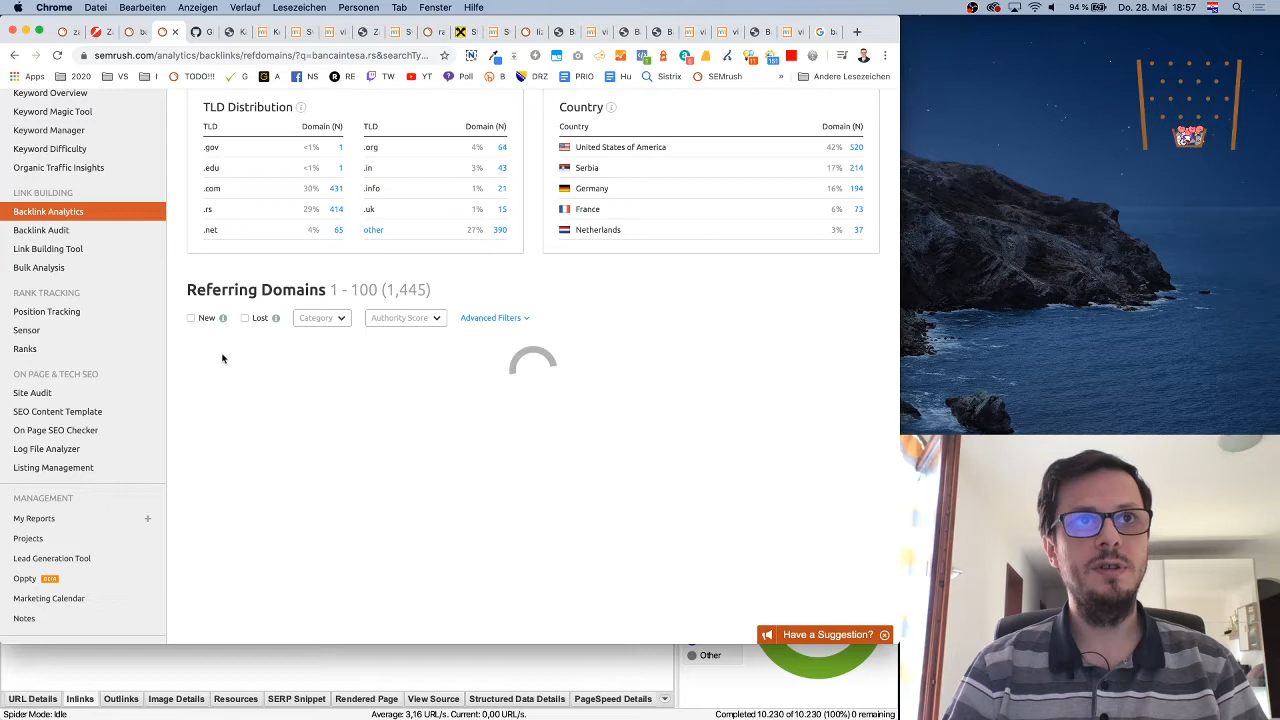 Chrome Datei Bearbeiten Anzeigen Verlauf Lesezeichen Personen Tab Fenster Hilfe 94 % Do. 28. Mai 18:57
semrush.com/analytics/backlinks/refdomains/?q=bancaintesa.rs&searchTy...
Apps 2020 VSH TODO!!! G A NS RE TW YT Poll B DRZ PRIO Hu Sistrix SEMrush » Andere Lesezeichen
Keyword Overview
Keyword Magic Tool
Keyword Manager
Keyword Difficulty
Organic Traffic Insights
LINK BUILDING
Backlink Analytics
Backlink Audit
Link Building Tool
Bulk Analysis
RANK TRACKING
Position Tracking
Sensor
Ranks
ON PAGE & TECH SEO
Site Audit
SEO Content Template
On Page SEO Checker
Log File Analyzer
Listing Management
MANAGEMENT
My Reports +
Projects
Lead Generation Tool
Oppty BETA
Marketing Calendar
Notes
TLD Distribution
TLD Domain (N) TLD Domain (N)
.gov <1% 1 .org 4% 64
.edu <1% 1 .in 3% 43
.com 30% 431 .info 1% 21
.rs 29% 414 .uk 1% 15
.net 4% 65 other 27% 390
Country
Country Domain (N)
United States of America 42% 520
Serbia 17% 214
Germany 16% 194
France 6% 73
Netherlands 3% 37
Referring Domains 1 - 100 (1,445)
New Lost Category Authority Score Advanced Filters
Have a Suggestion?
Other
URL Details Inlinks Outlinks Image Details Resources SERP Snippet Rendered Page View Source Structured Data Details PageSpeed Details
Spider Mode: Idle Average: 3,16 URL/s. Current: 0,00 URL/s. Completed 10.230 of 10.230 (100%) 0 remaining